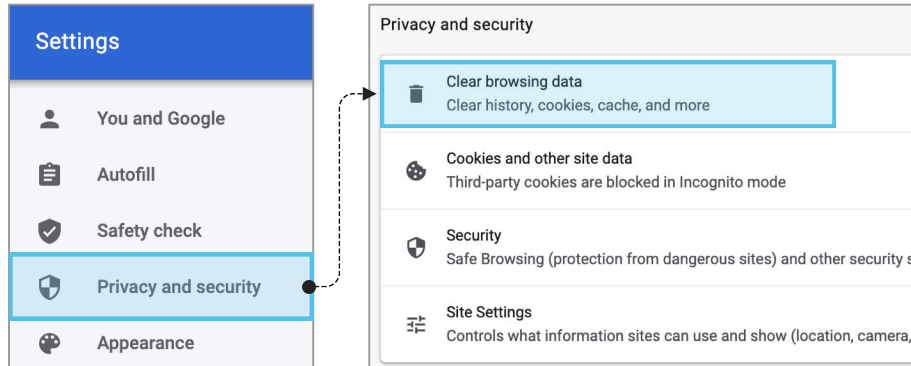 Settings
You and Google
Autofill
Safety check
Privacy and security
Appearance
Privacy and security
Clear browsing data
Clear history, cookies, cache, and more
Cookies and other site data
Third-party cookies are blocked in Incognito mode
Security
Safe Browsing (protection from dangerous sites) and other security s
Site Settings
Controls what information sites can use and show (location, camera,